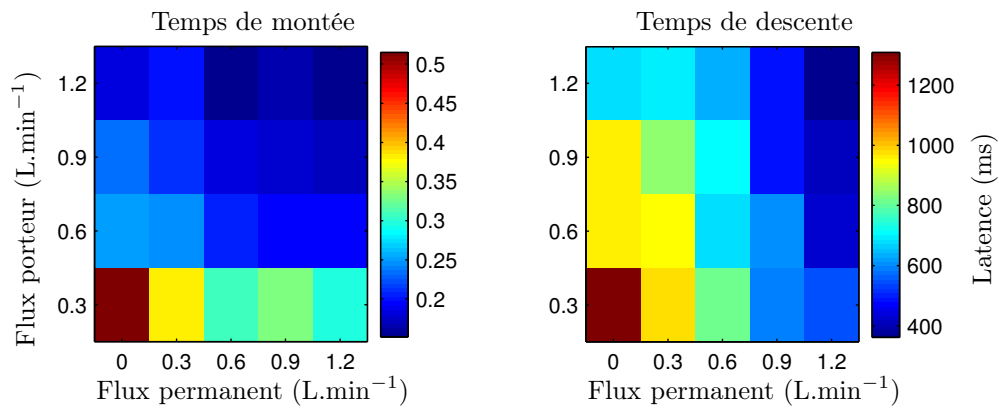 Temps de montée
Flux porteur (L.min⁻¹)
1.2
0.9
0.6
0.3
0 0.3 0.6 0.9 1.2
Flux permanent (L.min⁻¹)
0.5
0.45
0.4
0.35
0.3
0.25
0.2
Temps de descente
1.2
0.9
0.6
0.3
0 0.3 0.6 0.9 1.2
Flux permanent (L.min⁻¹)
1200
1000
800
600
400
Latence (ms)